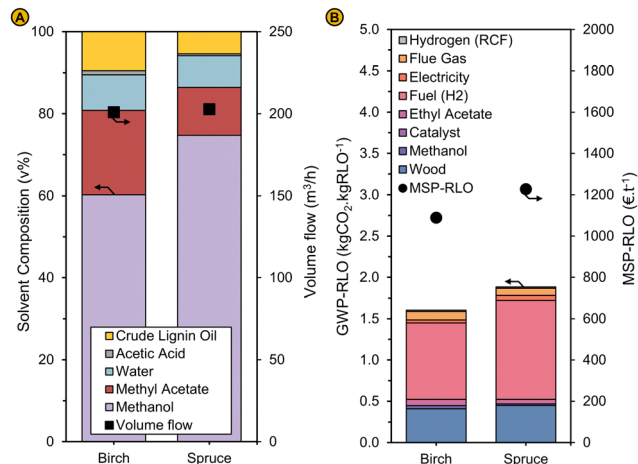 A
100
80
60
40
20
0
Solvent Composition (v%)
250
200
150
100
50
0
Volume flow (m³/h)
Crude Lignin Oil
Acetic Acid
Water
Methyl Acetate
Methanol
Volume flow
Birch Spruce
B
5.0
4.5
4.0
3.5
3.0
2.5
2.0
1.5
1.0
0.5
0.0
GWP-RLO (kgCO₂.kgRLO⁻¹)
Hydrogen (RCF)
Flue Gas
Electricity
Fuel (H2)
Ethyl Acetate
Catalyst
Methanol
Wood
MSP-RLO
2000
1800
1600
1400
1200
1000
800
600
400
200
0
MSP-RLO (€.t⁻¹)
Birch Spruce